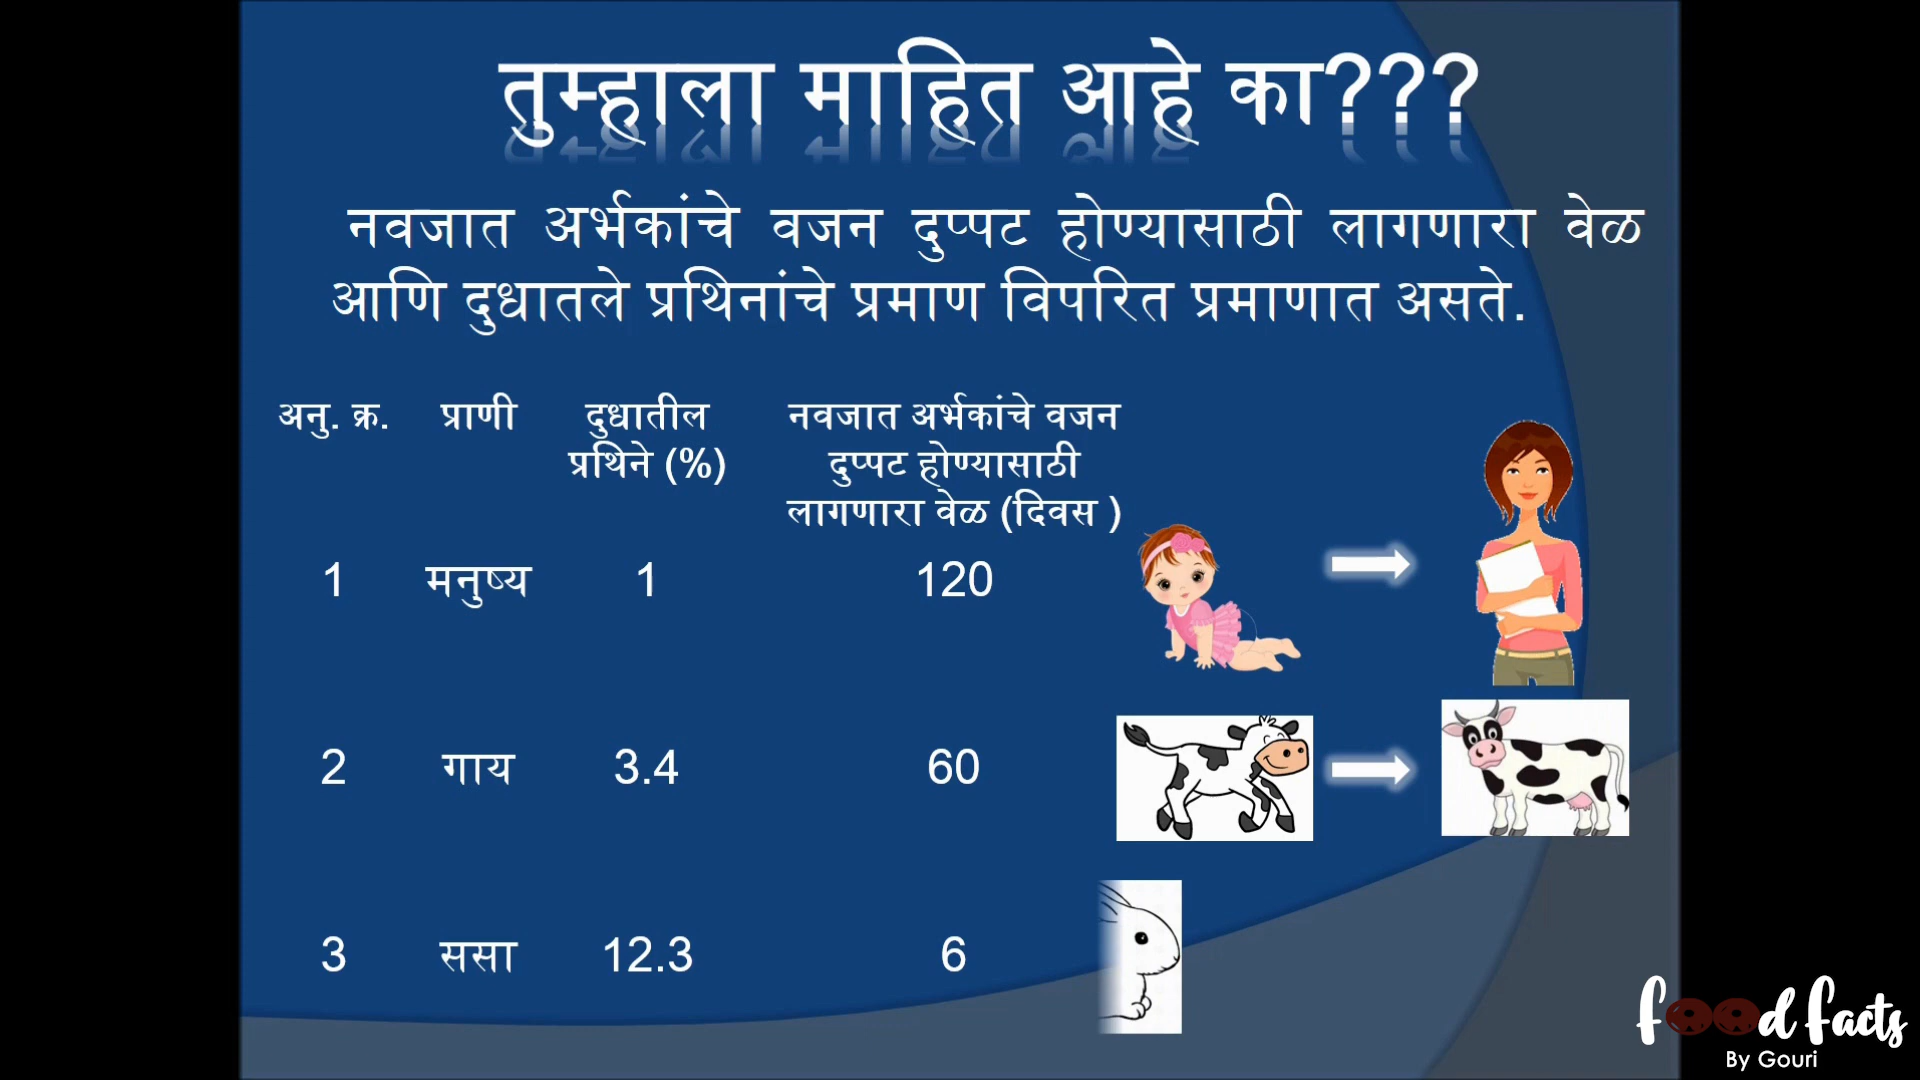 तुम्हाला माहित आहे का???
नवजात अर्भकांचे वजन दुप्पट होण्यासाठी लागणारा वेळ
आणि दुधातले प्रथिनांचे प्रमाण विपरित प्रमाणात असते.
अनु. क्र. प्राणी दुधातील नवजात अर्भकांचे वजन
प्रथिने (%) दुप्पट होण्यासाठी
लागणारा वेळ (दिवस )
1 मनुष्य 1 120
2 गाय 3.4 60
3 ससा 12.3 6
food facts
By Gouri